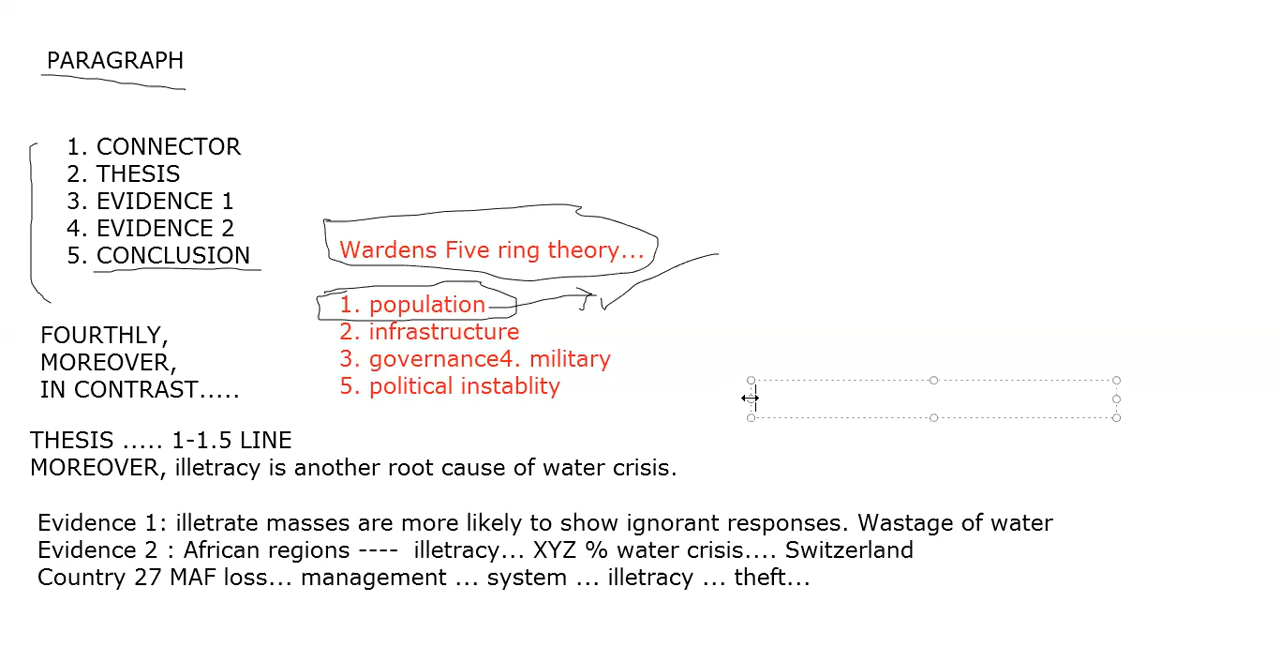 PARAGRAPH
1. CONNECTOR
2. THESIS
3. EVIDENCE 1
4. EVIDENCE 2
5. CONCLUSION
Wardens Five ring theory...
1. population
2. infrastructure
3. governance4. military
5. political instablity
FOURTHLY,
MOREOVER,
IN CONTRAST.....
THESIS ..... 1-1.5 LINE
MOREOVER, illetracy is another root cause of water crisis.
Evidence 1: illetrate masses are more likely to show ignorant responses. Wastage of water
Evidence 2 : African regions ---- illetracy... XYZ % water crisis.... Switzerland
Country 27 MAF loss... management ... system ... illetracy ... theft...